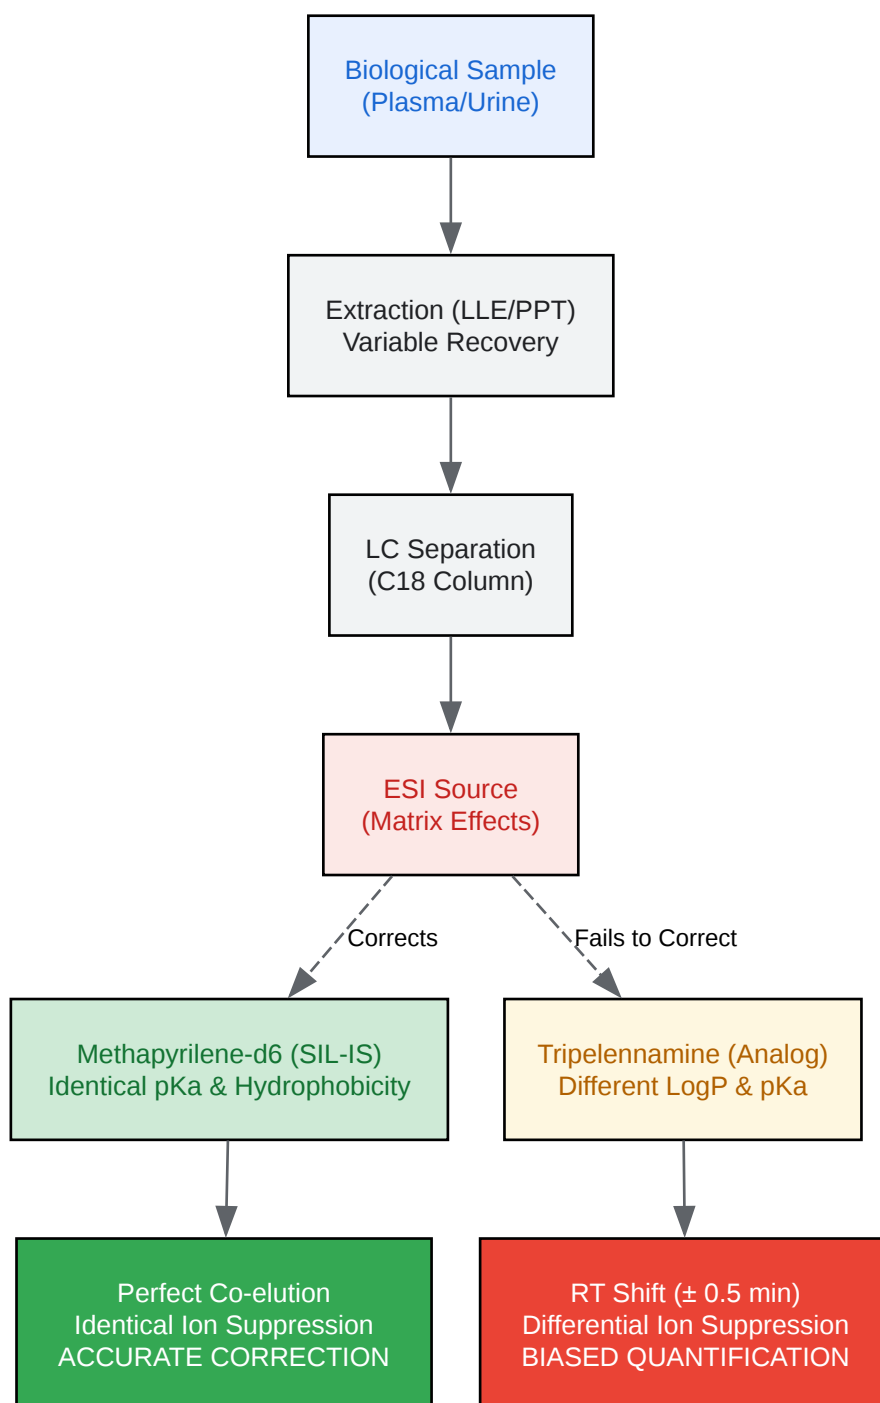 Biological Sample
(Plasma/Urine)
Extraction (LLE/PPT)
Variable Recovery
LC Separation
(C18 Column)
ESI Source
(Matrix Effects)
Corrects
Fails to Correct
Methapyrilene-d6 (SIL-IS)
Identical pKa & Hydrophobicity
Tripelennamine (Analog)
Different LogP & pKa
Perfect Co-elution
Identical Ion Suppression
ACCURATE CORRECTION
RT Shift (± 0.5 min)
Differential Ion Suppression
BIASED QUANTIFICATION